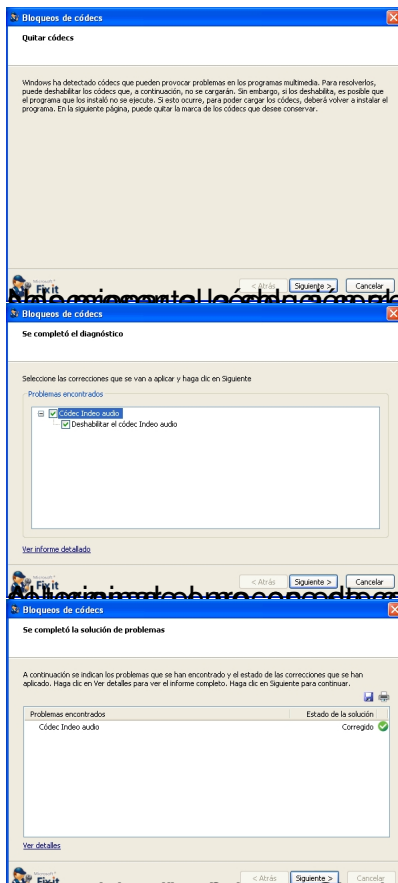 Bloqueos de códecs
Quitar códecs
Windows ha detectado códecs que pueden provocar problemas en los programas multimedia. Para resolverlos,
puede deshabilitar los códecs que, a continuación, no se cargarán. Sin embargo, si los deshabilita, es posible que
el programa que los instaló no se ejecute. Si esto ocurre, para poder cargar los códecs, deberá volver a instalar el
programa. En la siguiente página, puede quitar la marca de los códecs que desee conservar.
Microsoft
Fix it
< Atrás Siguiente > Cancelar
Bloqueos de códecs
Se completó el diagnóstico
Seleccione las correcciones que se van a aplicar y haga clic en Siguiente
Problemas encontrados
Códec Indeo audio
Deshabilitar el códec Indeo audio
Ver informe detallado
Microsoft
Fix it
< Atrás Siguiente > Cancelar
Bloqueos de códecs
Se completó la solución de problemas
A continuación se indican los problemas que se han encontrado y el estado de las correcciones que se han
aplicado. Haga clic en Ver detalles para ver el informe completo. Haga clic en Siguiente para continuar.
Problemas encontrados Estado de la solución
Códec Indeo audio Corregido
Ver detalles
Microsoft
Fix it
< Atrás Siguiente > Cancelar